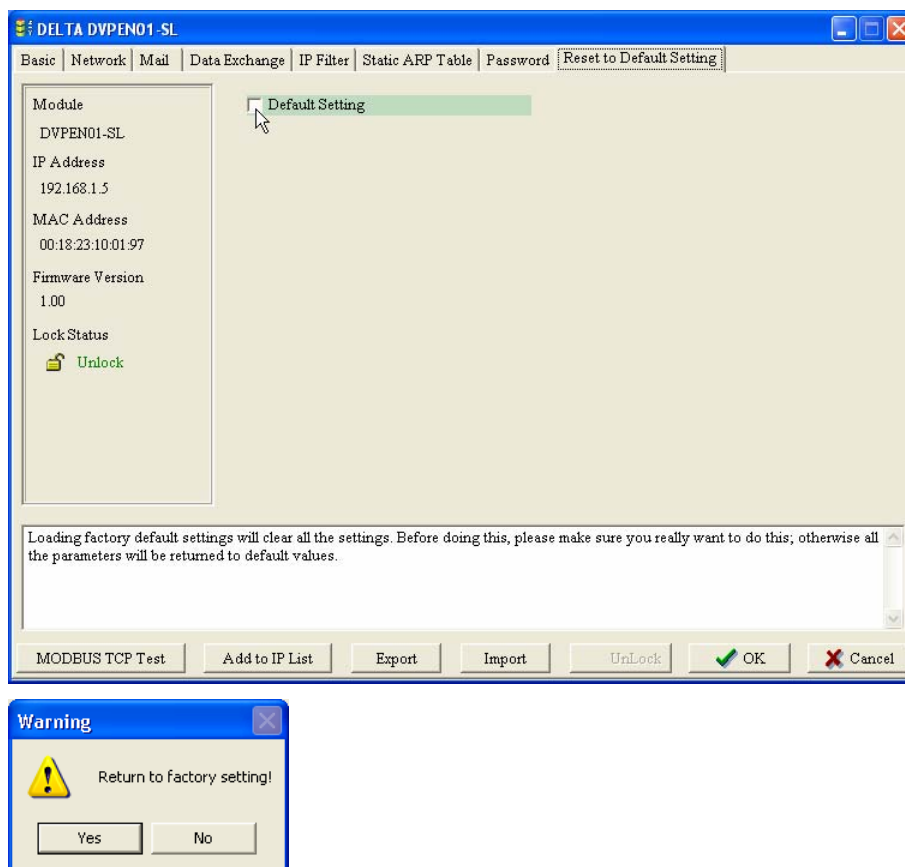 DELTA DVPEN01-SL
Basic Network Mail Data Exchange IP Filter Static ARP Table Password Reset to Default Setting
Module
DVPEN01-SL
IP Address
192.168.1.5
MAC Address
00:18:23:10:01:97
Firmware Version
1.00
Lock Status
Unlock
Default Setting
Loading factory default settings will clear all the settings. Before doing this, please make sure you really want to do this; otherwise all
the parameters will be returned to default values.
MODBUS TCP Test Add to IP List Export Import UnLock OK Cancel
Warning
Return to factory setting!
Yes No